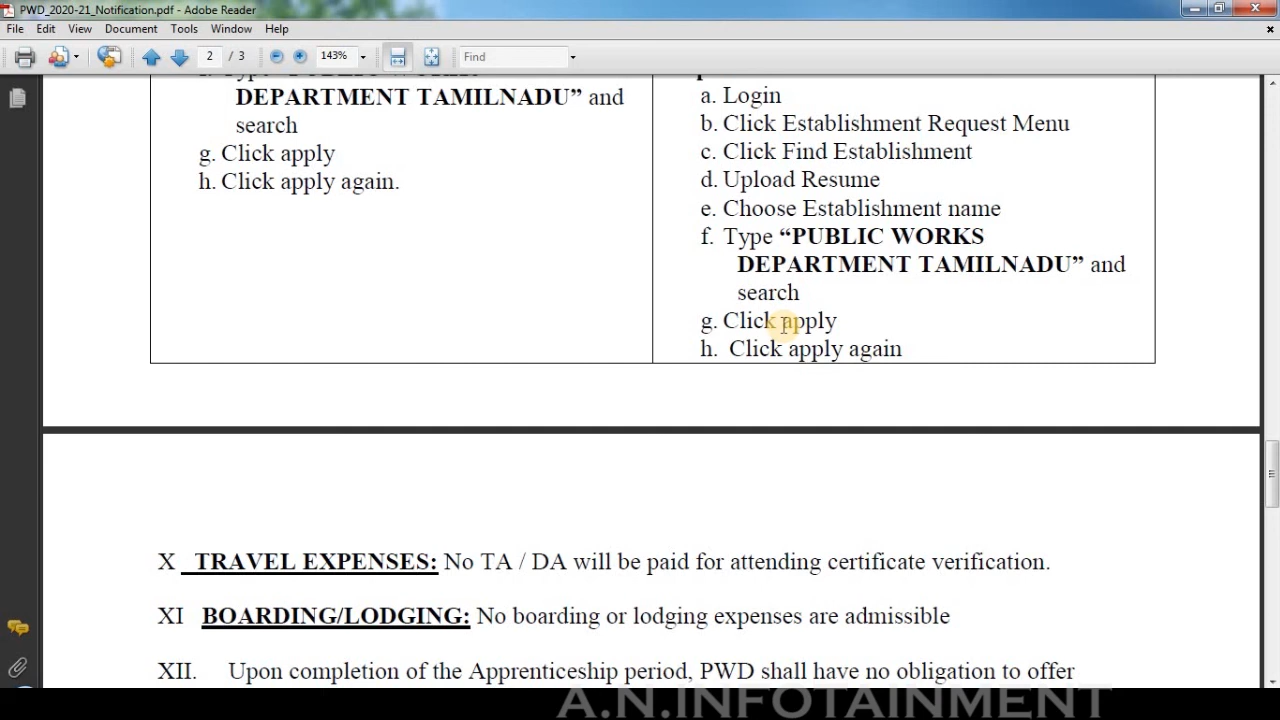 PWD_2020-21_Notification.pdf - Adobe Reader
File Edit View Document Tools Window Help
2 / 3 143% Find
DEPARTMENT TAMILNADU” and
search
g. Click apply
h. Click apply again.
a. Login
b. Click Establishment Request Menu
c. Click Find Establishment
d. Upload Resume
e. Choose Establishment name
f. Type “PUBLIC WORKS
DEPARTMENT TAMILNADU” and
search
g. Click apply
h. Click apply again
X TRAVEL EXPENSES: No TA / DA will be paid for attending certificate verification.
XI BOARDING/LODGING: No boarding or lodging expenses are admissible
XII. Upon completion of the Apprenticeship period, PWD shall have no obligation to offer
A.N.INFOTAINMENT